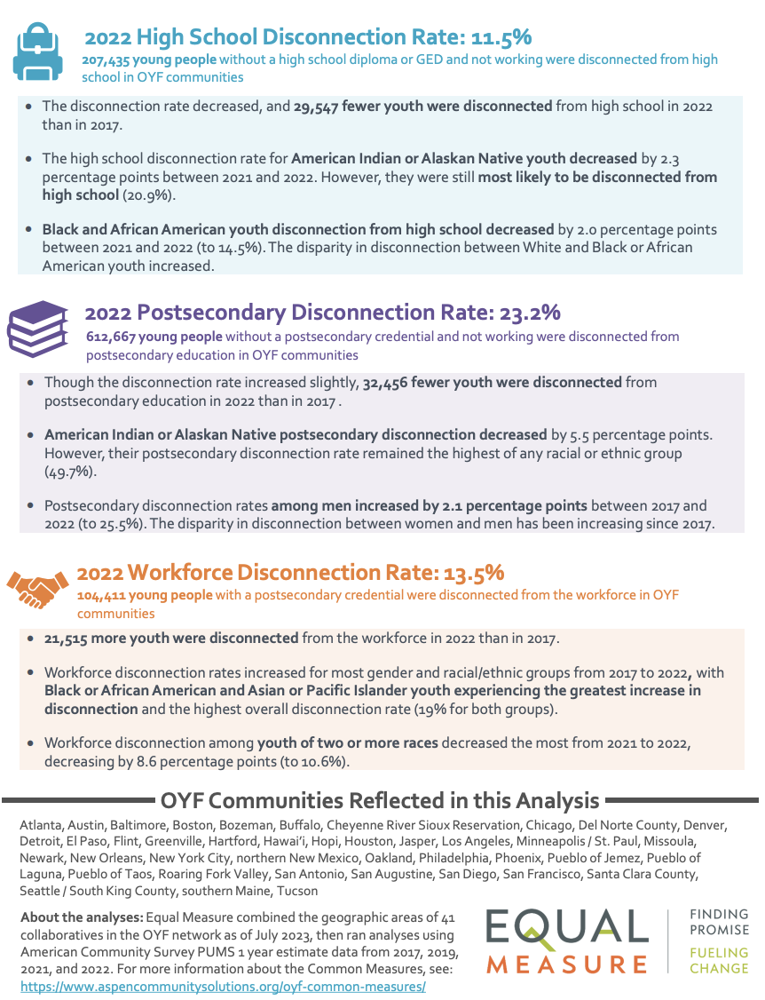 2022 High School Disconnection Rate: 11.5%
207,435 young people without a high school diploma or GED and not working were disconnected from high
school in OYF communities
• The disconnection rate decreased, and 29,547 fewer youth were disconnected from high school in 2022
than in 2017.
• The high school disconnection rate for American Indian or Alaskan Native youth decreased by 2.3
percentage points between 2021 and 2022. However, they were still most likely to be disconnected from
high school (20.9%).
• Black and African American youth disconnection from high school decreased by 2.0 percentage points
between 2021 and 2022 (to 14.5%). The disparity in disconnection between White and Black or African
American youth increased.
2022 Postsecondary Disconnection Rate: 23.2%
612,667 young people without a postsecondary credential and not working were disconnected from
postsecondary education in OYF communities
• Though the disconnection rate increased slightly, 32,456 fewer youth were disconnected from
postsecondary education in 2022 than in 2017 .
• American Indian or Alaskan Native postsecondary disconnection decreased by 5.5 percentage points.
However, their postsecondary disconnection rate remained the highest of any racial or ethnic group
(49.7%).
• Postsecondary disconnection rates among men increased by 2.1 percentage points between 2017 and
2022 (to 25.5%). The disparity in disconnection between women and men has been increasing since 2017.
2022 Workforce Disconnection Rate: 13.5%
104,411 young people with a postsecondary credential were disconnected from the workforce in OYF
communities
• 21,515 more youth were disconnected from the workforce in 2022 than in 2017.
• Workforce disconnection rates increased for most gender and racial/ethnic groups from 2017 to 2022, with
Black or African American and Asian or Pacific Islander youth experiencing the greatest increase in
disconnection and the highest overall disconnection rate (19% for both groups).
• Workforce disconnection among youth of two or more races decreased the most from 2021 to 2022,
decreasing by 8.6 percentage points (to 10.6%).
OYF Communities Reflected in this Analysis
Atlanta, Austin, Baltimore, Boston, Bozeman, Buffalo, Cheyenne River Sioux Reservation, Chicago, Del Norte County, Denver,
Detroit, El Paso, Flint, Greenville, Hartford, Hawai‘i, Hopi, Houston, Jasper, Los Angeles, Minneapolis / St. Paul, Missoula,
Newark, New Orleans, New York City, northern New Mexico, Oakland, Philadelphia, Phoenix, Pueblo of Jemez, Pueblo of
Laguna, Pueblo of Taos, Roaring Fork Valley, San Antonio, San Augustine, San Diego, San Francisco, Santa Clara County,
Seattle / South King County, southern Maine, Tucson
About the analyses: Equal Measure combined the geographic areas of 41
collaboratives in the OYF network as of July 2023, then ran analyses using
American Community Survey PUMS 1 year estimate data from 2017, 2019,
2021, and 2022. For more information about the Common Measures, see:
https://www.aspencommunitysolutions.org/oyf-common-measures/
EQUAL
MEASURE
FINDING
PROMISE
FUELING
CHANGE